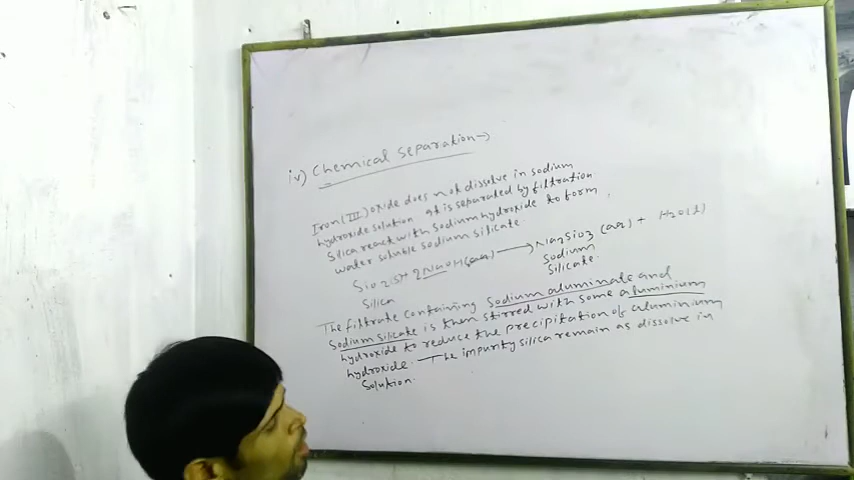 iv) Chemical separation→
Iron (III) oxide does not dissolve in sodium
hydroxide solution it is separated by filtration
Silica react with Sodium hydroxide to form
water soluble sodium silicate.
SiO2(s) + 2NaOH(aq) → Na2SiO3 (aq) + H2O(l)
Silica
Sodium
Silicate.
The filtrate containing Sodium aluminate and
Sodium silicate is then stirred with some aluminium
hydroxide to reduce the precipitation of aluminium
hydroxide. The impurity silica remain as dissolve in
Solution.